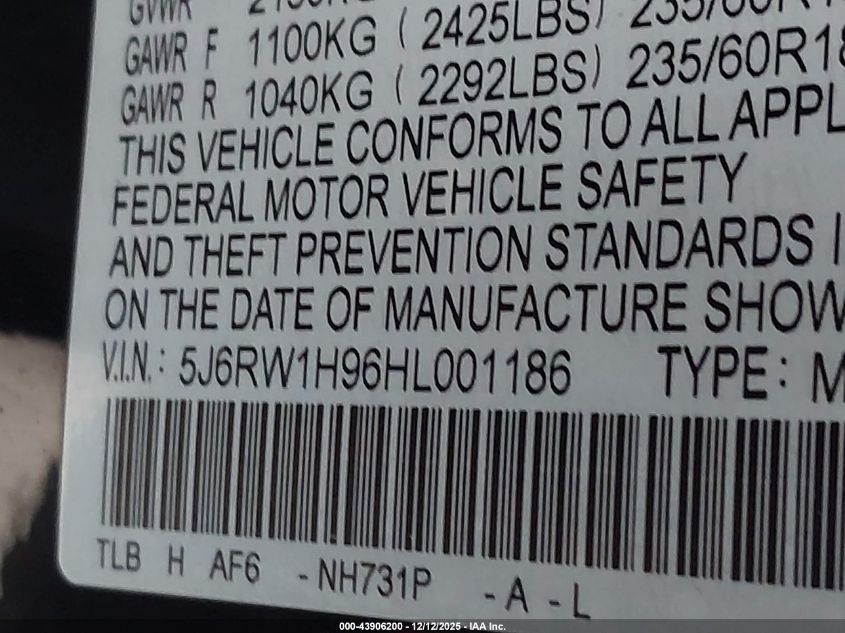 GVWR
GAWR F 1100KG ( 2425LBS) 235/60R18
GAWR R 1040KG ( 2292LBS) 235/60R18
THIS VEHICLE CONFORMS TO ALL APPL
FEDERAL MOTOR VEHICLE SAFETY
AND THEFT PREVENTION STANDARDS I
ON THE DATE OF MANUFACTURE SHOW
V.I.N. : 5J6RW1H96HL001186 TYPE : M
TLB H AF6 -NH731P -A -L
000-43906200 - 12/12/2025 - IAA Inc.